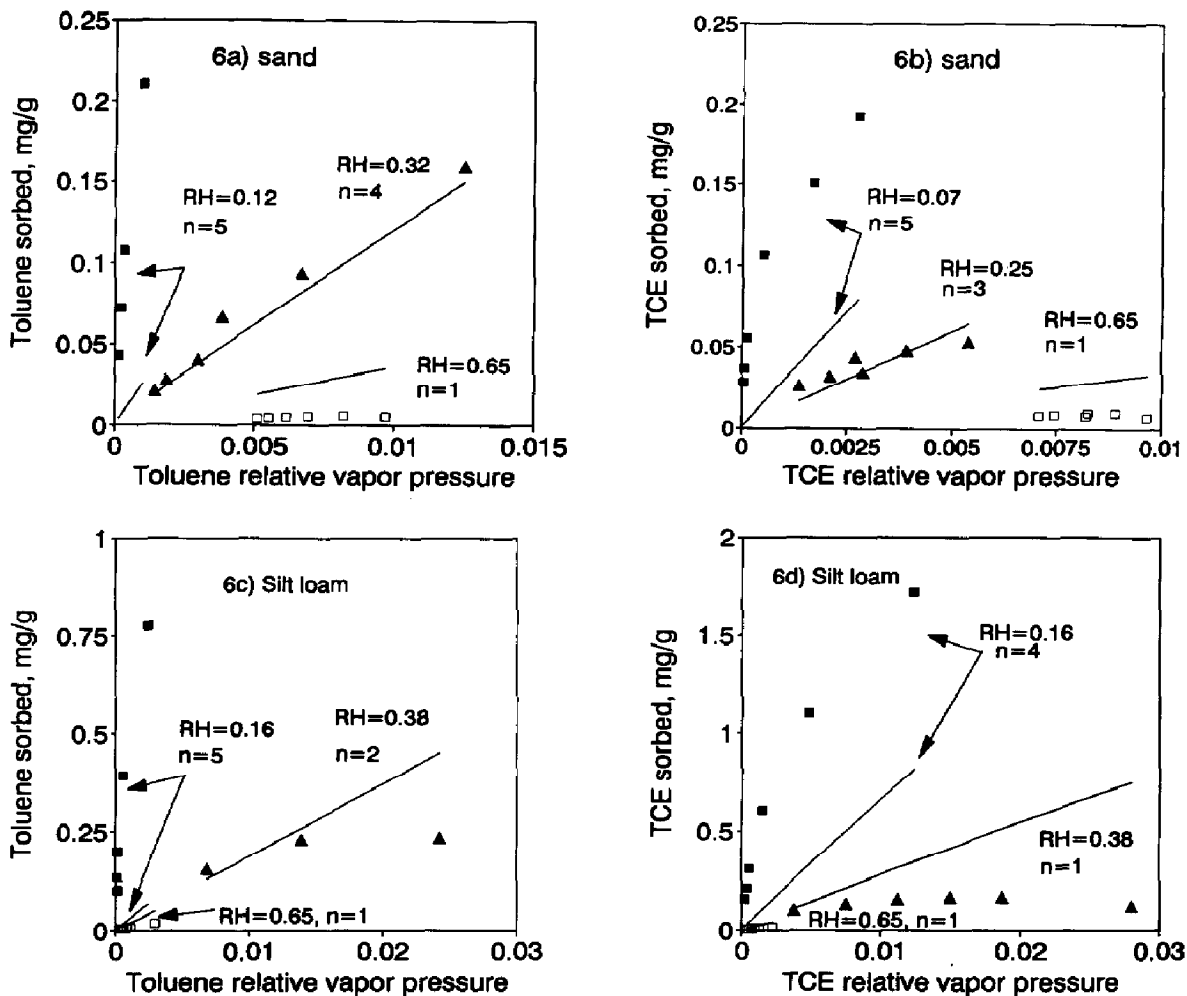 6a) sand
0.25
0.2
0.15
0.1
0.05
0
Toluene sorbed, mg/g
RH=0.12
n=5
RH=0.32
n=4
RH=0.65
n=1
0
0.005
0.01
0.015
Toluene relative vapor pressure
6b) sand
0.25
0.2
0.15
0.1
0.05
0
TCE sorbed, mg/g
RH=0.07
n=5
RH=0.25
n=3
RH=0.65
n=1
0
0.0025
0.005
0.0075
0.01
TCE relative vapor pressure
6c) Silt loam
1
0.75
0.5
0.25
0
Toluene sorbed, mg/g
RH=0.16
n=5
RH=0.38
n=2
RH=0.65, n=1
0
0.01
0.02
0.03
Toluene relative vapor pressure
6d) Silt loam
2
1.5
1
0.5
0
TCE sorbed, mg/g
RH=0.16
n=4
RH=0.38
n=1
RH=0.65, n=1
0
0.01
0.02
0.03
TCE relative vapor pressure